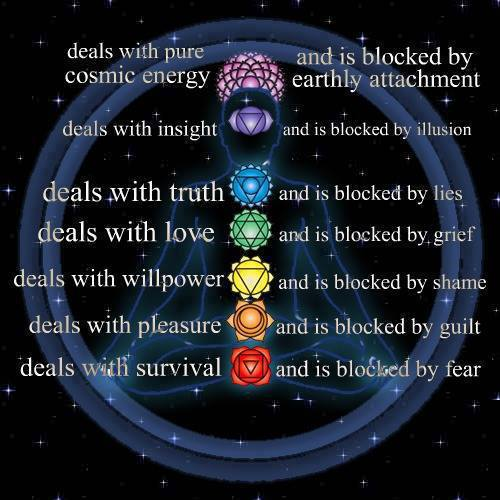 deals with pure
cosmic energy
and is blocked by
earthly attachment
deals with insight
and is blocked by illusion
deals with truth
and is blocked by lies
deals with love
and is blocked by grief
deals with willpower
and is blocked by shame
deals with pleasure
and is blocked by guilt
deals with survival
and is blocked by fear